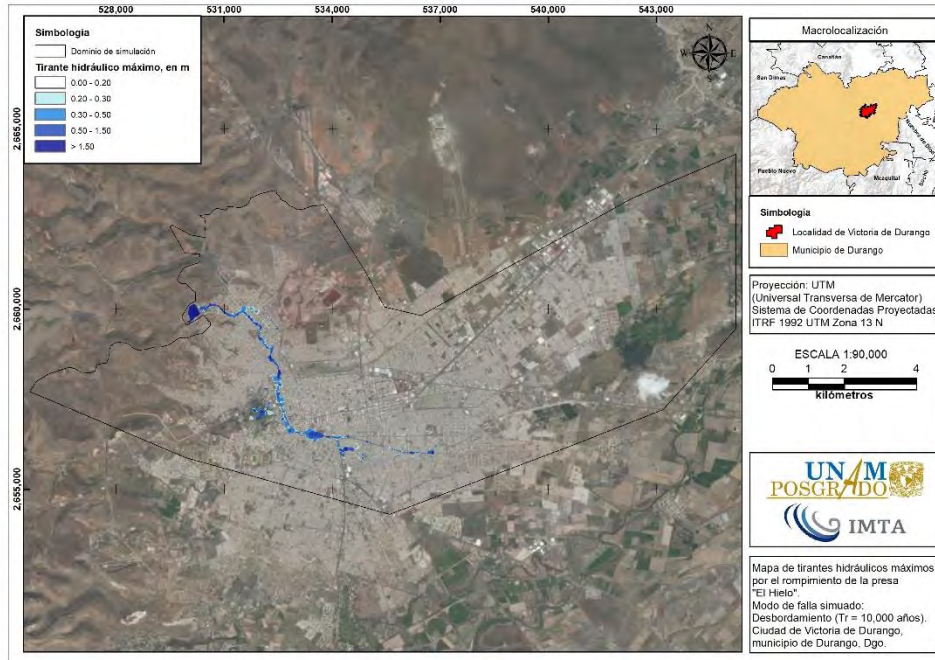 528,000 531,000 534,000 537,000 540,000 543,000
Simbología
Dominio de simulación
Tirante hidráulico máximo, en m
0.00 - 0.20
0.20 - 0.30
0.30 - 0.50
0.50 - 1.50
> 1.50
N
W E
S
2,665,000
2,660,000
2,655,000
Macrolocalización
Canatlán
San Dimas
Nombre de Dios
Pueblo Nuevo
Mezquital
Simbología
Localidad de Victoria de Durango
Municipio de Durango
Proyección: UTM
(Universal Transversa de Mercator)
Sistema de Coordenadas Proyectadas
ITRF 1992 UTM Zona 13 N
ESCALA 1:90,000
0 1 2 4
kilómetros
UNAM
POSGRADO
IMTA
Mapa de tirantes hidráulicos máximos
por el rompimiento de la presa
"El Hielo".
Modo de falla simuado:
Desbordamiento (Tr = 10,000 años).
Ciudad de Victoria de Durango,
municipio de Durango, Dgo.